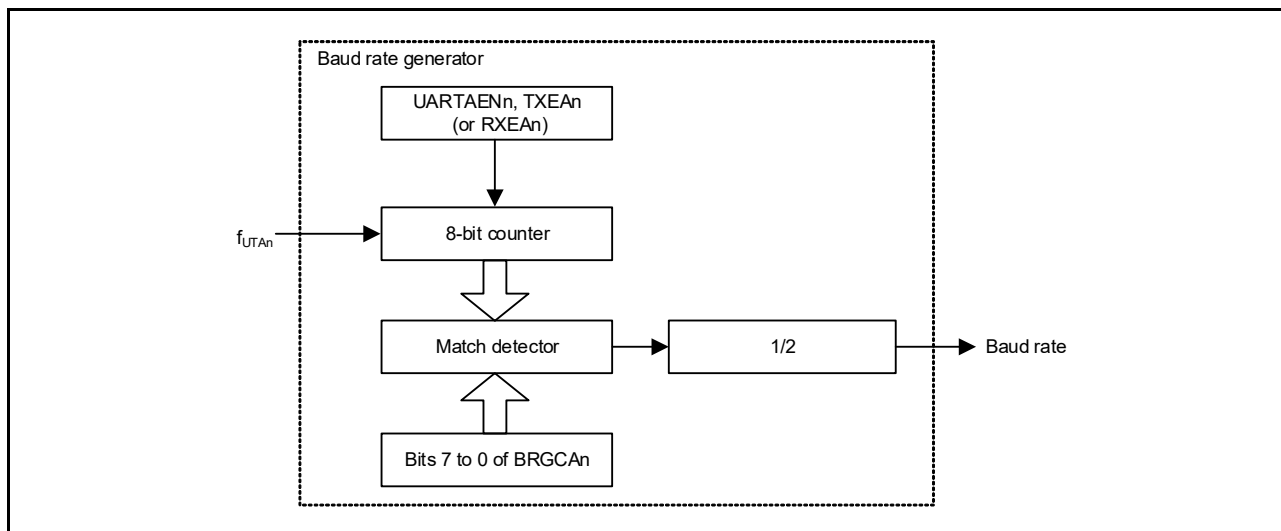 Baud rate generator
UARTAENn, TXEAn
(or RXEAn)
fUTAn
8-bit counter
Match detector
1/2
Baud rate
Bits 7 to 0 of BRGCAn